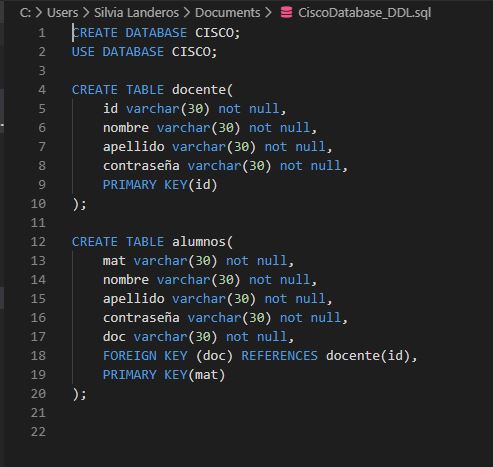 C: > Users > Silvia Landeros > Documents > CiscoDatabase_DDL.sql
1 CREATE DATABASE CISCO;
2 USE DATABASE CISCO;
3
4 CREATE TABLE docente(
5 id varchar(30) not null,
6 nombre varchar(30) not null,
7 apellido varchar(30) not null,
8 contraseña varchar(30) not null,
9 PRIMARY KEY(id)
10 );
11
12 CREATE TABLE alumnos(
13 mat varchar(30) not null,
14 nombre varchar(30) not null,
15 apellido varchar(30) not null,
16 contraseña varchar(30) not null,
17 doc varchar(30) not null,
18 FOREIGN KEY (doc) REFERENCES docente(id),
19 PRIMARY KEY(mat)
20 );
21
22